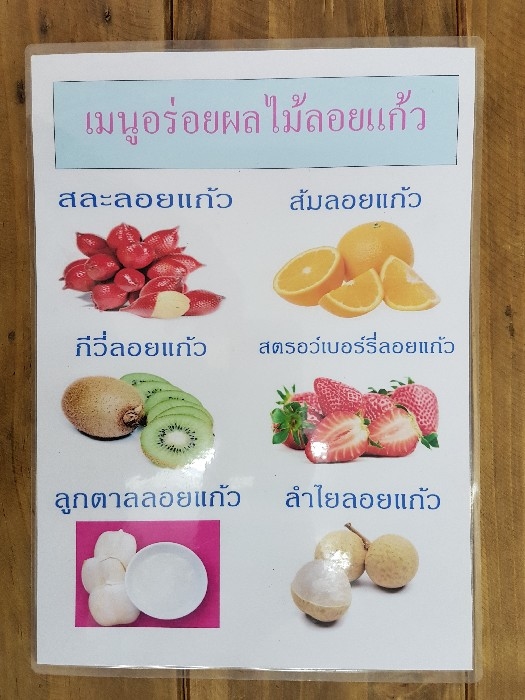 เมนูอร่อยผลไม้ลอยแก้ว
สละลอยแก้ว
ส้มลอยแก้ว
กีวี่ลอยแก้ว
สตรอว์เบอร์รี่ลอยแก้ว
ลูกตาลลอยแก้ว
ลำไยลอยแก้ว